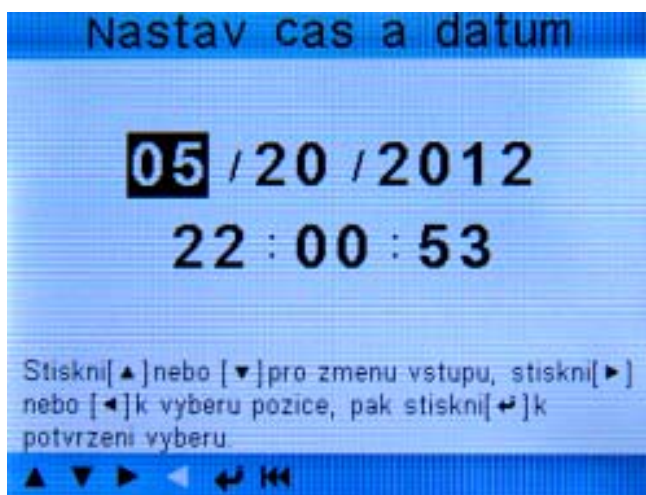 Nastav cas a datum
05/20/2012
22:00:53
Stiskni[▲]nebo [▼]pro zmenu vstupu, stiskni[►]
nebo [◄]k vyberu pozice, pak stiskni[↵]k
potvrzeni vyberu.